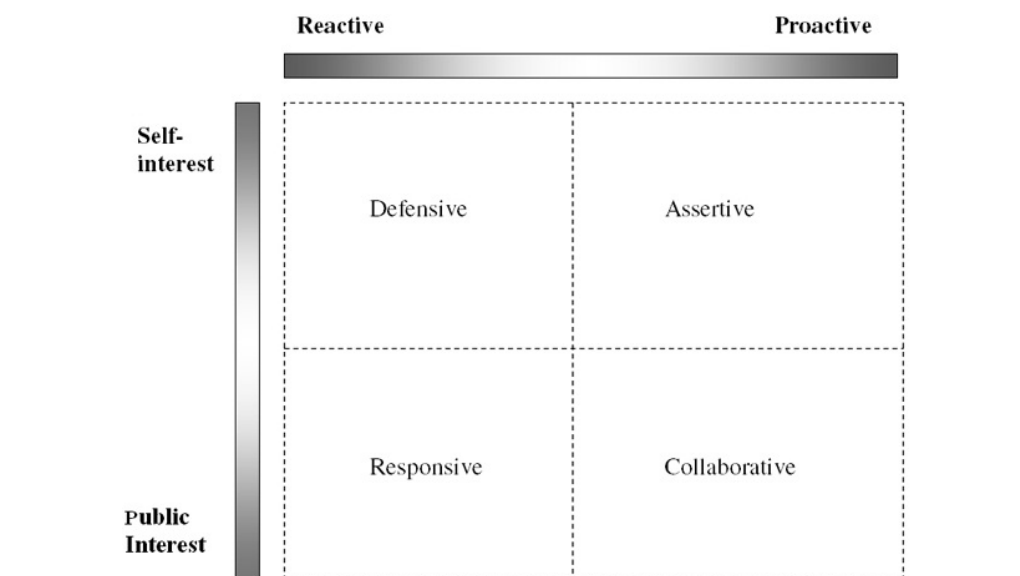 Reactive Proactive
Self-
interest
Defensive Assertive
Responsive Collaborative
Public
Interest